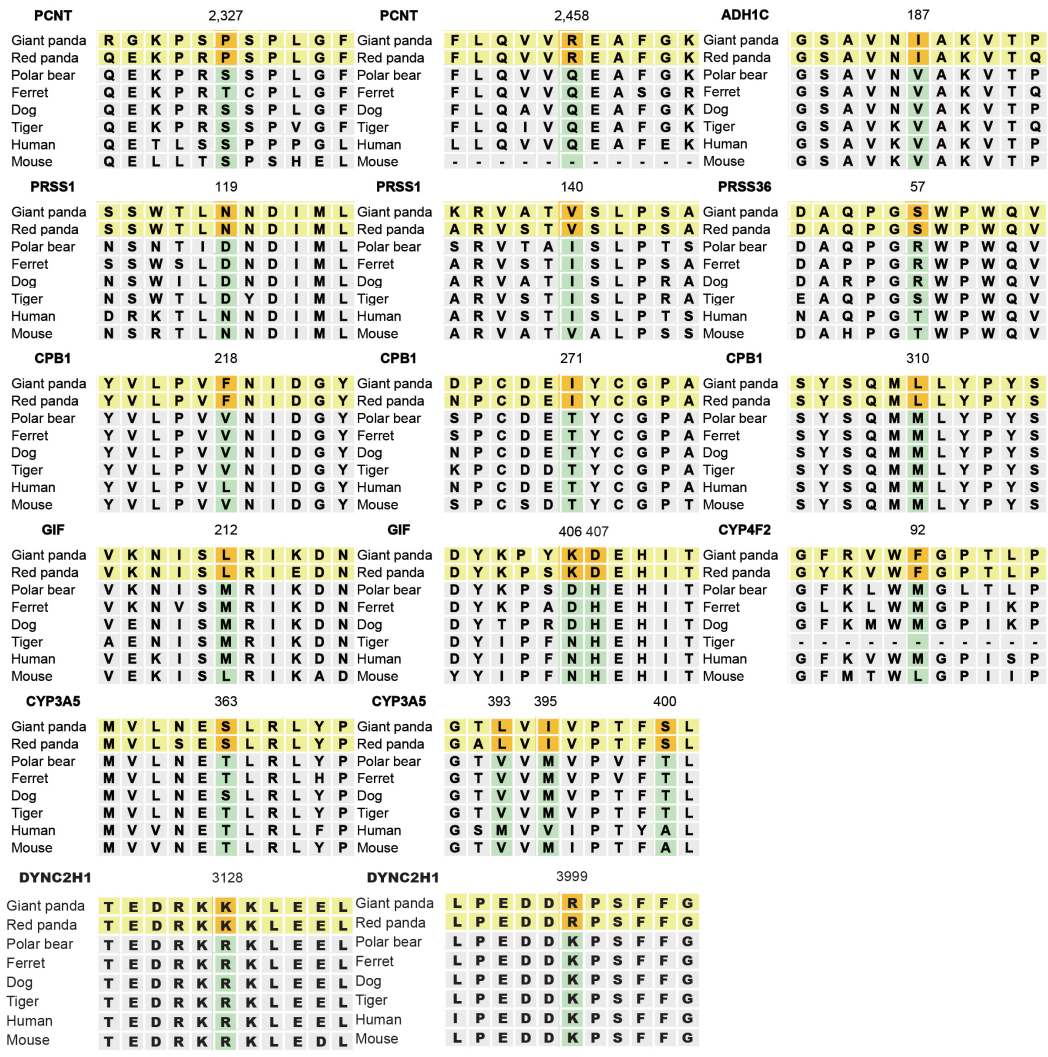 PCNT 2,327 PCNT 2,458 ADH1C 187
Giant panda R G K P S P S P L G F Giant panda F L Q V V R E A F G K Giant panda G S A V N I A K V T P
Red panda Q E K P R P S P L G F Red panda F L Q V V R E A F G K Red panda G S A V N I A K V T Q
Polar bear Q E K P R S S P L G F Polar bear F L Q V V Q E A F G K Polar bear G S A V N V A K V T P
Ferret Q E K P R T C P L G F Ferret F L Q V V Q E A S G R Ferret G S A V N V A K V T Q
Dog Q E K P R S S P L G F Dog F L Q A V Q E A F G K Dog G S A V N V A K V T P
Tiger Q E K P R S S P V G F Tiger F L Q I V Q E A F G K Tiger G S A V K V A K V T Q
Human Q E T L S S P P P G L Human L L Q V V Q E A F E K Human G S A V K V A K V T P
Mouse Q E L L T S P S H E L Mouse - - - - - - - - - - - Mouse G S A V K V A K V T P
PRSS1 119 PRSS1 140 PRSS36 57
Giant panda S S W T L N N D I M L Giant panda K R V A T V S L P S A Giant panda D A Q P G S W P W Q V
Red panda S S W T L N N D I M L Red panda A R V S T V S L P S A Red panda D A Q P G S W P W Q V
Polar bear N S N T I D N D I M L Polar bear S R V T A I S L P T S Polar bear D A Q P R R W P W Q V
Ferret S S W S L D N D I M L Ferret A R V S T I S L P S A Ferret D A P P G R W P W Q V
Dog N S W I L D N D I M L Dog A R V A T I S L P R A Dog D A R P G R W P W Q V
Tiger N S W T L D Y D I M L Tiger A R V S T I S L P R A Tiger E A Q P G S W P W Q V
Human D R K T L N N D I M L Human A R V S T I S L P T S Human N A Q P G T W P W Q V
Mouse N S R T L N N D I M L Mouse A R V A T V A L P S S Mouse D A H P G T W P W Q V
CPB1 218 CPB1 271 CPB1 310
Giant panda Y V L P V F N I D G Y Giant panda D P C D E I Y C G P A Giant panda S Y S Q M L L Y P Y S
Red panda Y V L P V F N I D G Y Red panda N P C D E I Y C G P A Red panda S Y S Q M L L Y P Y S
Polar bear Y V L P V V N I D G Y Polar bear S P C D E T Y C G P A Polar bear S Y S Q M M L Y P Y S
Ferret Y V L P V V N I D G Y Ferret S P C D E T Y C G P A Ferret S Y S Q M M L Y P Y S
Dog Y V L P V V N I D G Y Dog N P C D E T Y C G P A Dog S Y S Q M M L Y P Y S
Tiger Y V L P V V N I D G Y Tiger K P C D D T Y C G P A Tiger S Y S Q M M L Y P Y S
Human Y V L P V L N I D G Y Human N P C D E T Y C G P A Human S Y S Q M M L Y P Y S
Mouse Y V L P V V N I D G Y Mouse S P C S D T Y C G P T Mouse S Y S Q M M L Y P Y S
GIF 212 GIF 406 407 CYP4F2 92
Giant panda V K N I S L R I K D N Giant panda D Y K P Y K D E H I T Giant panda G F R V W F G P T L P
Red panda V K N I S L R I E D N Red panda D Y K P S K D E H I T Red panda G Y K V W F G P T L P
Polar bear V K N I S M R I K D N Polar bear D Y K P S D H E H I T Polar bear G F K L W M G L T L P
Ferret V K N V S M R I K D N Ferret D Y K P A D H E H I T Ferret G L K L W M G P I K P
Dog V E N I S M R I K D N Dog D Y T P R D H E H I T Dog G F K M W M G P I K P
Tiger A E N I S M R I K D N Tiger D Y I P F N H E H I T Tiger - - - - - - - - - - -
Human V E K I S M R I K D N Human D Y I P F N H E H I T Human G F K V W M G P I S P
Mouse V E K I S L R I K A D Mouse Y Y I P F N H E H I T Mouse G F M T W L G P I I P
CYP3A5 363 CYP3A5 393 395 400
Giant panda M V L N E S L R L Y P Giant panda G T L V I V P T F S L
Red panda M V L S E S L R L Y P Red panda G A L V I V P T F S L
Polar bear M V L N E T L R L Y P Polar bear G T V V M V P V F T L
Ferret M V L N E T L R L H P Ferret G T V V M V P V F T L
Dog M V L N E S L R L Y P Dog G T V V M V P T F T L
Tiger M V L N E T L R L Y P Tiger G T V V M V P T F T L
Human M V V N E T L R L F P Human G S M V V I P T Y A L
Mouse M V V N E T L R L Y P Mouse G T V V M I P T F A L
DYNC2H1 3128 DYNC2H1 3999
Giant panda T E D R K K K L E E L Giant panda L P E D D R P S F F G
Red panda T E D R K K K L E E L Red panda L P E D D R P S F F G
Polar bear T E D R K R K L E E L Polar bear L P E D D K P S F F G
Ferret T E D R K R K L E E L Ferret L P E D D K P S F F G
Dog T E D R K R K L E E L Dog L P E D D K P S F F G
Tiger T E D R K R K L E E L Tiger L P E D D K P S F F G
Human T E D R K R K L E E L Human I P E D D K P S F F G
Mouse T E D R K R K L E D L Mouse L P E D D K P S F F G